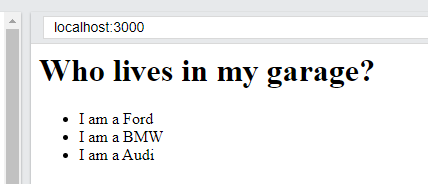 localhost:3000
Who lives in my garage?
I am a Ford
I am a BMW
I am a Audi